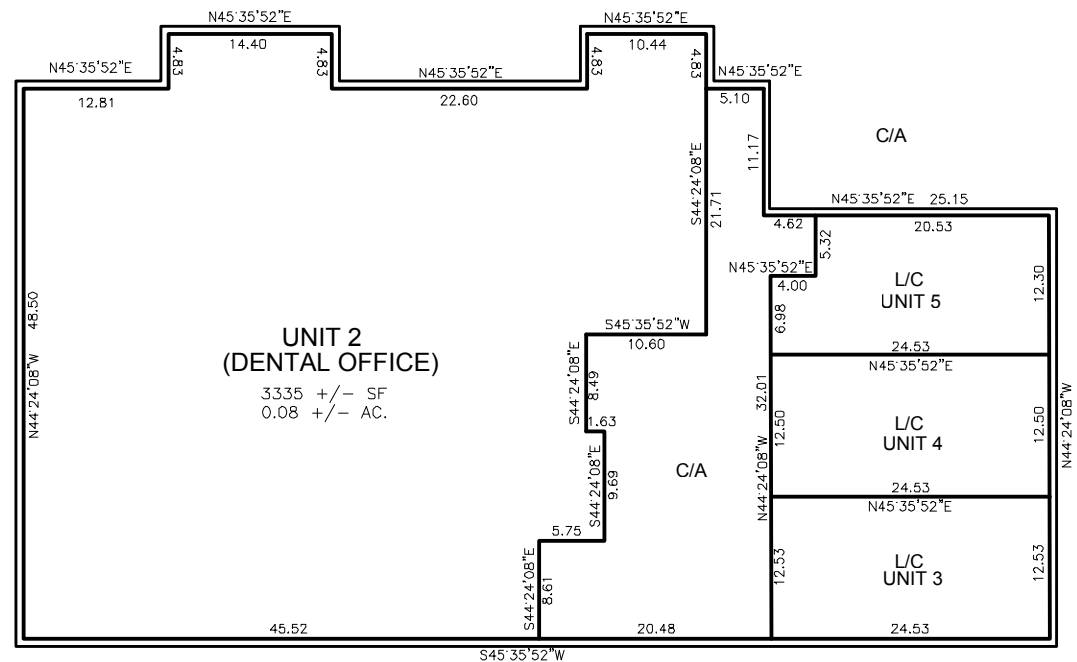 N45°35'52"E
N45°35'52"E
14.40
10.44
4.83
4.83
4.83
4.83
N45°35'52"E
N45°35'52"E
N45°35'52"E
12.81
22.60
5.10
C/A
11.17
S44°24'08"E
21.71
N45°35'52"E 25.15
4.62
20.53
5.32
N45°35'52"E
4.00
L/C
UNIT 5
12.30
6.98
48.50
N44°24'08"W
UNIT 2
(DENTAL OFFICE)
3335 +/- SF
0.08 +/- AC.
S45°35'52"W
10.60
S44°24'08"E
8.49
24.53
N45°35'52"E
1.63
32.01
N44°24'08"W
12.50
L/C
UNIT 4
12.50
N44°24'08"W
S44°24'08"E
9.69
C/A
24.53
N45°35'52"E
5.75
S44°24'08"E
8.61
12.53
L/C
UNIT 3
12.53
45.52
20.48
24.53
S45°35'52"W